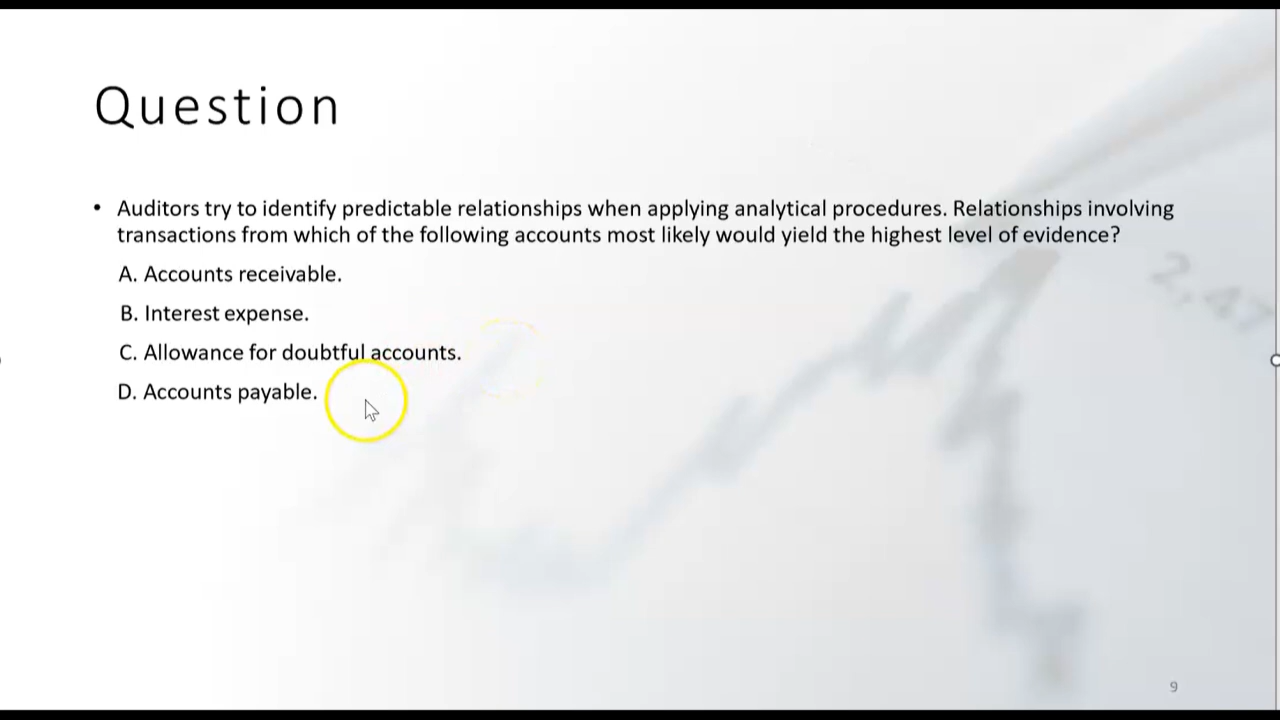 Question
• Auditors try to identify predictable relationships when applying analytical procedures. Relationships involving
transactions from which of the following accounts most likely would yield the highest level of evidence?
A. Accounts receivable.
B. Interest expense.
C. Allowance for doubtful accounts.
D. Accounts payable.
2,47
9